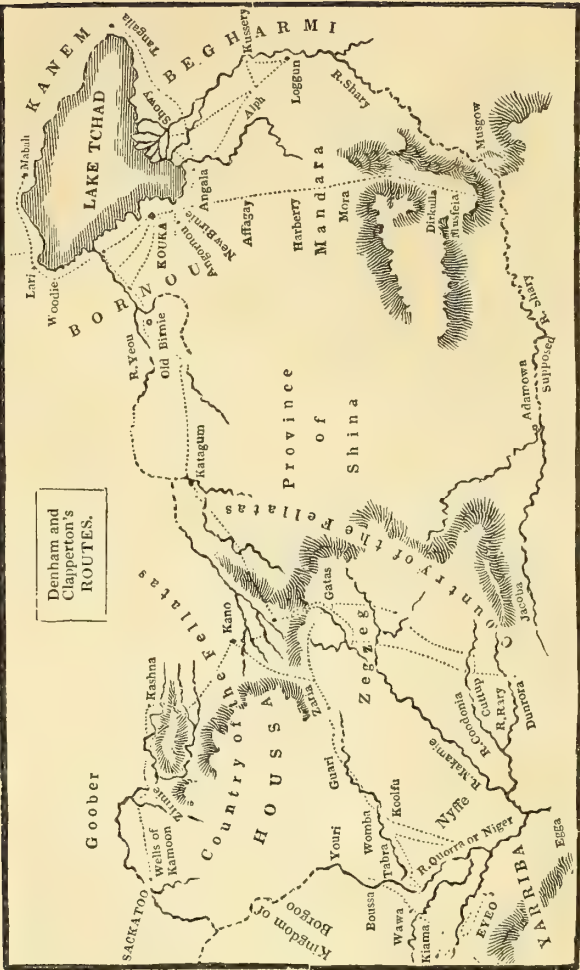 Denham and
Clapperton's
ROUTES.
KANEM
BEGHARMI
Tangalia
Kussery
Mabah
LAKE TCHAD
Showy
Alph
Loggun
R. Shary
Lari
Woodie
KOUKA
Angornou
New Birnie
Angala
Affagay
BORNOU
R. Yeou
Old Birnie
Harberry
Mandara
Mora
Dirkulla
Musfeia
Musgow
Katagum
Province
of
Shina
Adamowa
Supposed R. Shary
Country of the Fellatas
Jacoba
Goober
Kashna
Zirmie
Wells of
Kamoon
SACKATOO
Country of the Fellatas
HOUSSA
Kano
Gatas
Zaria
Zegzeg
Guari
R. Makamie
R. Coodonia
Cuttup
R. Rary
Dunrora
Youri
Womba
Koolfu
Tabra
Nyffe
R. Quorra or Niger
Kingdom of
Borgoo
Boussa
Wawa
Kiama
EYEO
YARRIBA
Egga